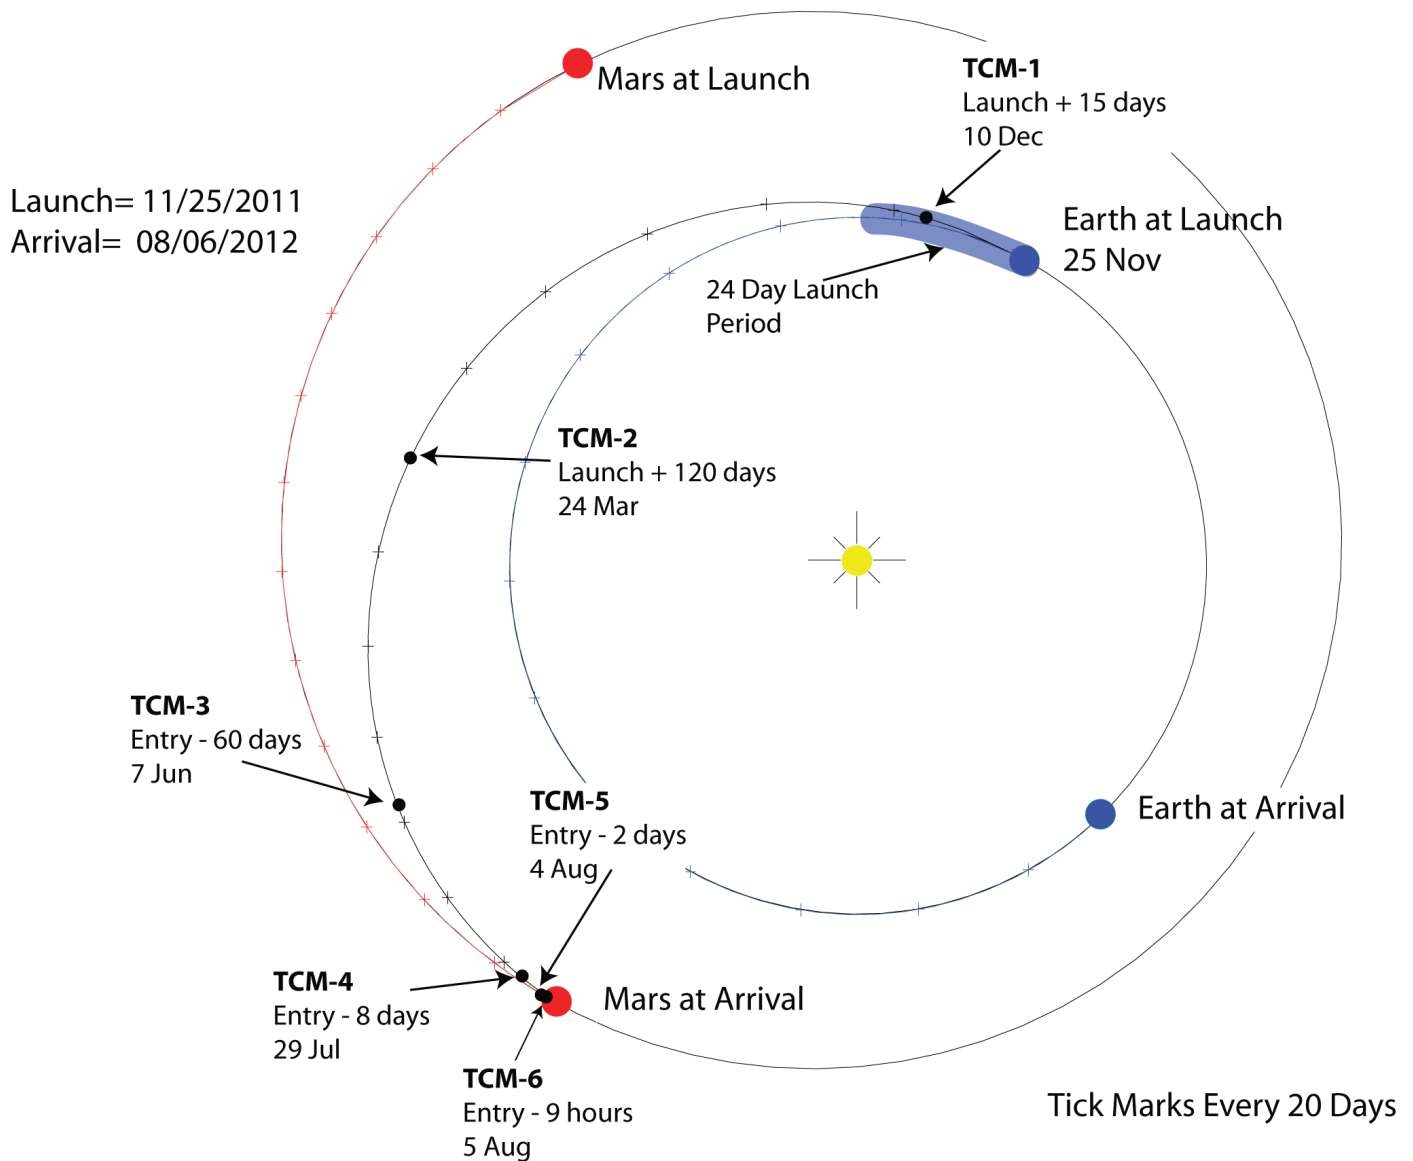 Mars at Launch
TCM-1
Launch + 15 days
10 Dec
Launch= 11/25/2011
Arrival=  08/06/2012
Earth at Launch
25 Nov
24 Day Launch
Period
TCM-2
Launch + 120 days
24 Mar
TCM-3
Entry - 60 days
7 Jun
TCM-5
Entry - 2 days
4 Aug
Earth at Arrival
TCM-4
Entry - 8 days
29 Jul
Mars at Arrival
TCM-6
Entry - 9 hours
5 Aug
Tick Marks Every 20 Days